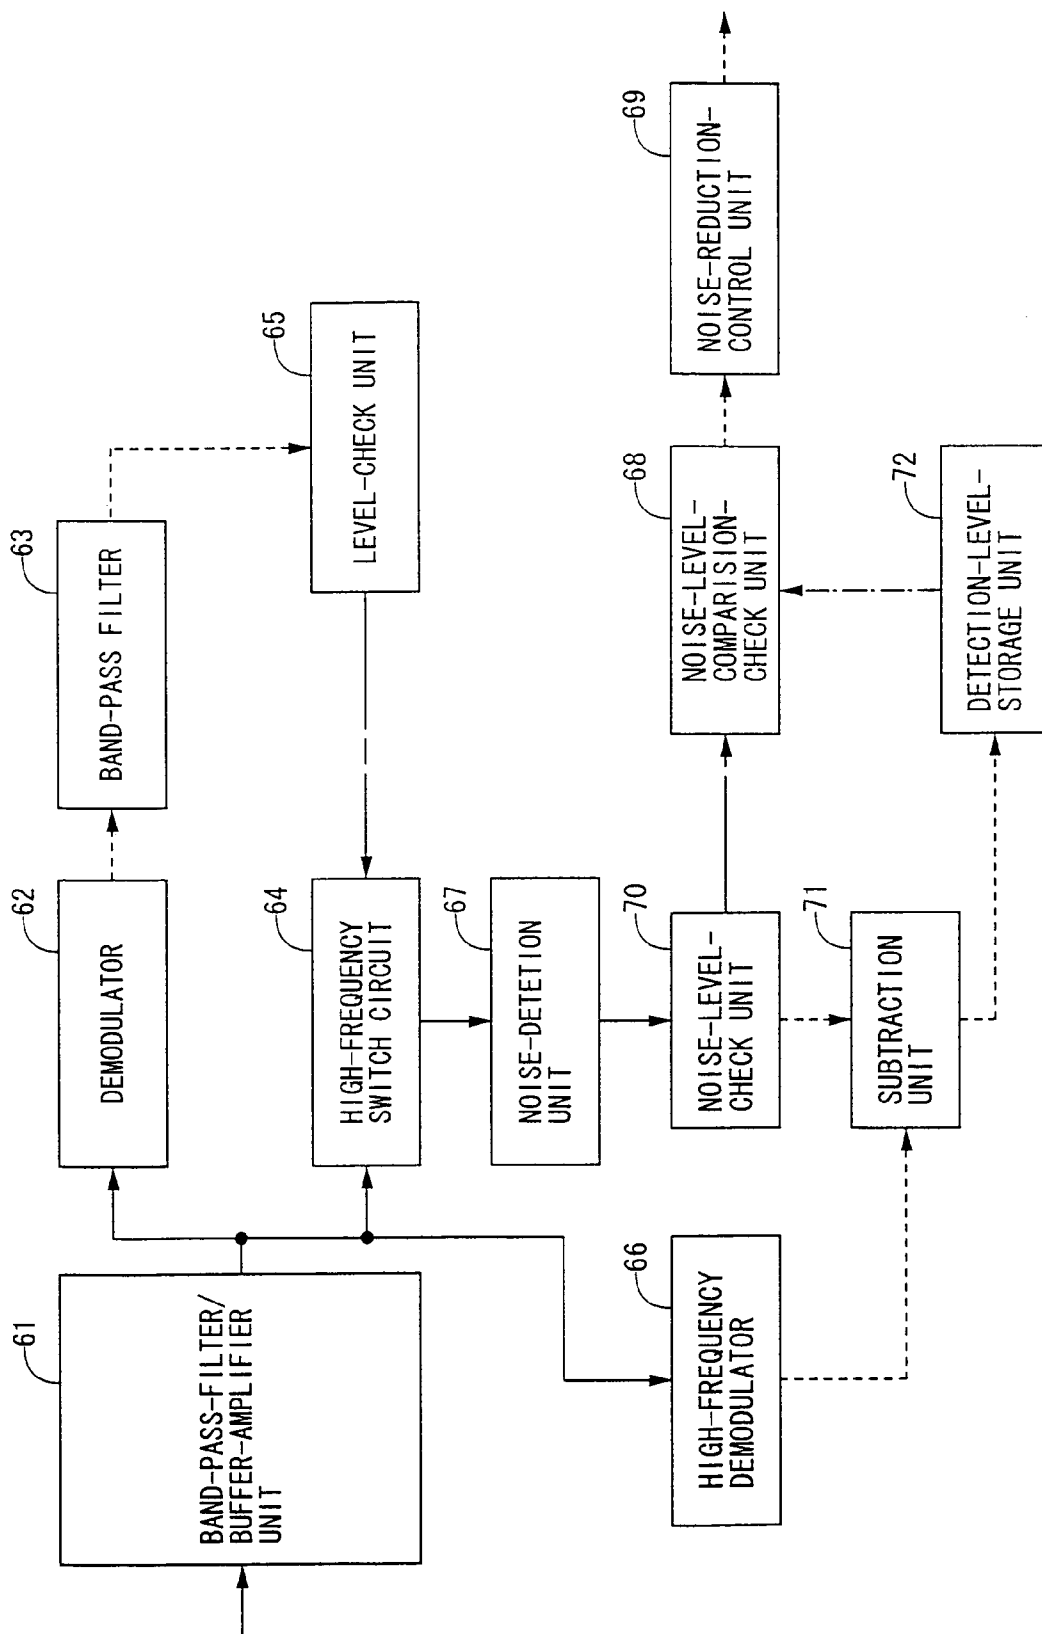 61
BAND-PASS-FILTER/
BUFFER-AMPLIFIER
UNIT
62
DEMODULATOR
63
BAND-PASS FILTER
64
HIGH-FREQUENCY
SWITCH CIRCUIT
65
LEVEL-CHECK UNIT
67
NOISE-DETETION
UNIT
66
HIGH-FREQUENCY
DEMODULATOR
70
NOISE-LEVEL-
CHECK UNIT
68
NOISE-LEVEL-
COMPARISION-
CHECK UNIT
69
NOISE-REDUCTION-
CONTROL UNIT
71
SUBTRACTION
UNIT
72
DETECTION-LEVEL-
STORAGE UNIT